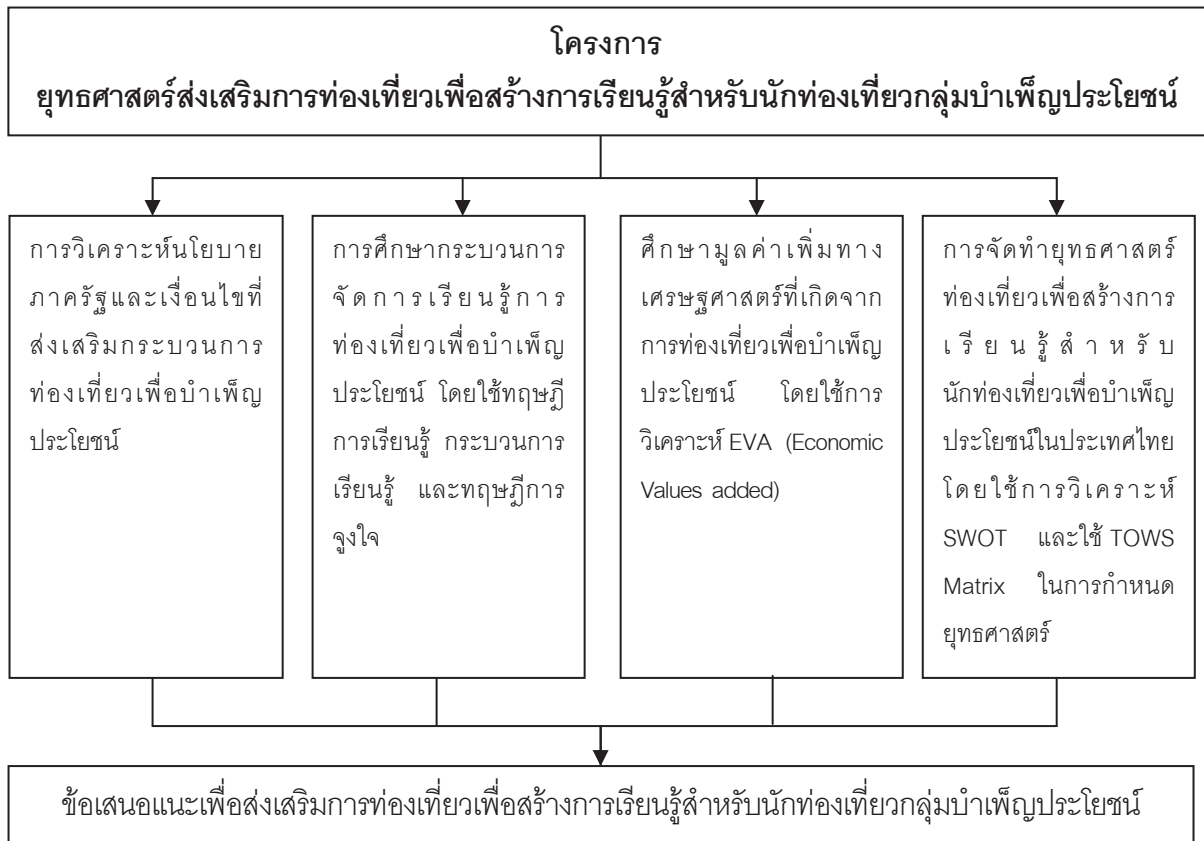 โครงการ
ยุทธศาสตร์ส่งเสริมการท่องเที่ยวเพื่อสร้างการเรียนรู้สำหรับนักท่องเที่ยวกลุ่มบำเพ็ญประโยชน์
การวิเคราะห์นโยบาย
ภาครัฐและเงื่อนไขที่
ส่งเสริมกระบวนการ
ท่องเที่ยวเพื่อบำเพ็ญ
ประโยชน์
การศึกษากระบวนการ
จัดการเรียนรู้การ
ท่องเที่ยวเพื่อบำเพ็ญ
ประโยชน์ โดยใช้ทฤษฎี
การเรียนรู้ กระบวนการ
เรียนรู้ และทฤษฎีการ
จูงใจ
ศึกษามูลค่าเพิ่มทาง
เศรษฐศาสตร์ที่เกิดจาก
การท่องเที่ยวเพื่อบำเพ็ญ
ประโยชน์ โดยใช้การ
วิเคราะห์ EVA (Economic
Values added)
การจัดทำยุทธศาสตร์
ท่องเที่ยวเพื่อสร้างการ
เรียนรู้สำหรับ
นักท่องเที่ยวเพื่อบำเพ็ญ
ประโยชน์ในประเทศไทย
โดยใช้การวิเคราะห์
SWOT และใช้ TOWS
Matrix ในการกำหนด
ยุทธศาสตร์
ข้อเสนอแนะเพื่อส่งเสริมการท่องเที่ยวเพื่อสร้างการเรียนรู้สำหรับนักท่องเที่ยวกลุ่มบำเพ็ญประโยชน์